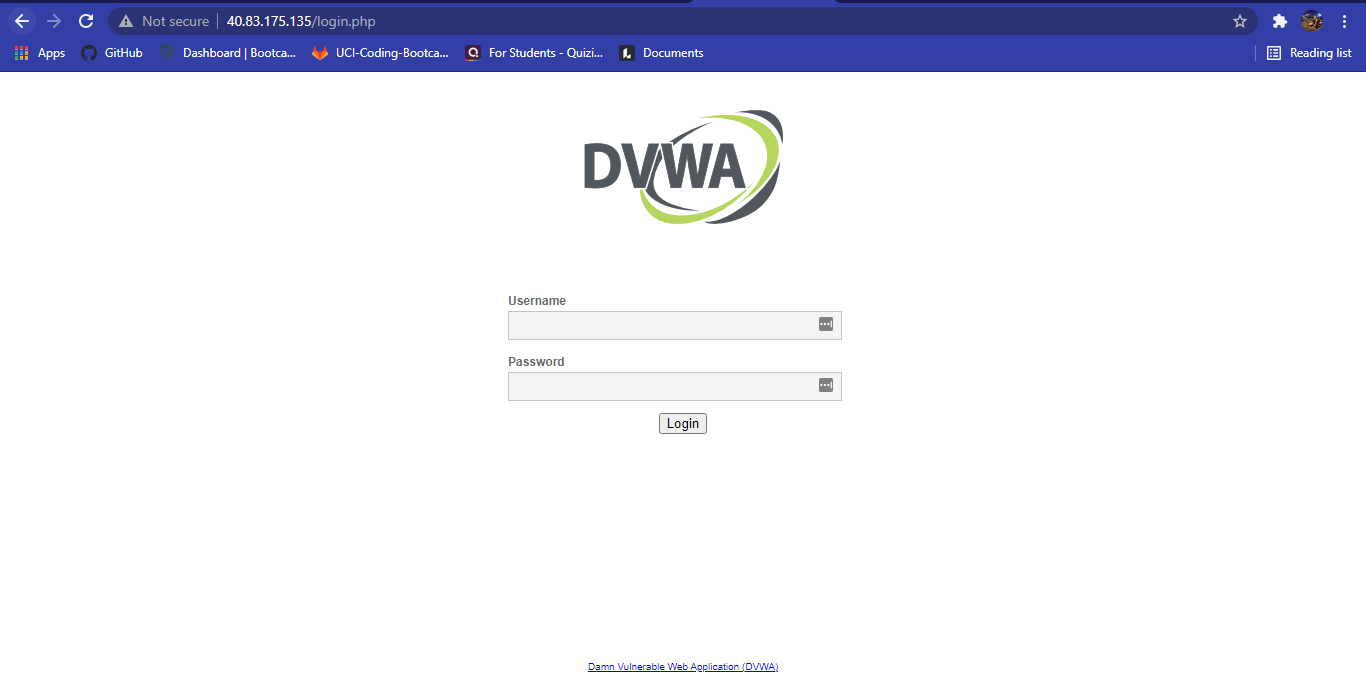 Not secure 40.83.175.135/login.php
Apps GitHub Dashboard | Bootca... UCI-Coding-Bootca... For Students - Quizi... Documents Reading list
DVWA
Username
Password
Login
Damn Vulnerable Web Application (DVWA)